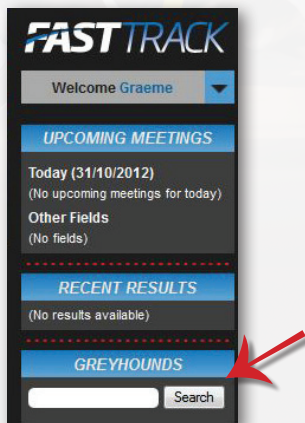 FASTTRACK
Welcome Graeme
UPCOMING MEETINGS
Today (31/10/2012)
(No upcoming meetings for today)
Other Fields
(No fields)
RECENT RESULTS
(No results available)
GREYHOUNDS
Search